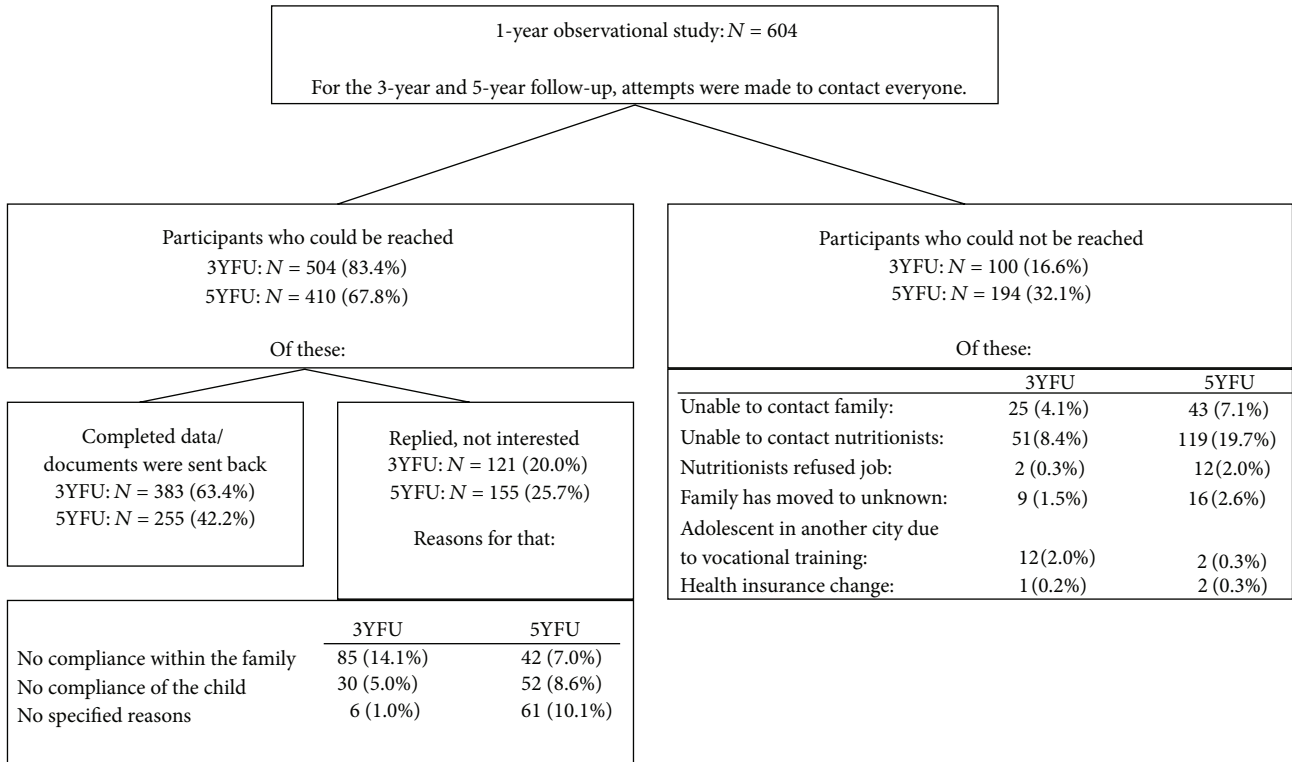 1-year observational study: N = 604
For the 3-year and 5-year follow-up, attempts were made to contact everyone.
Participants who could be reached
3YFU: N = 504 (83.4%)
5YFU: N = 410 (67.8%)
Of these:
Completed data/
documents were sent back
3YFU: N = 383 (63.4%)
5YFU: N = 255 (42.2%)
Replied, not interested
3YFU: N = 121 (20.0%)
5YFU: N = 155 (25.7%)
Reasons for that:
3YFU 5YFU
No compliance within the family 85 (14.1%) 42 (7.0%)
No compliance of the child 30 (5.0%) 52 (8.6%)
No specified reasons 6 (1.0%) 61 (10.1%)
Participants who could not be reached
3YFU: N = 100 (16.6%)
5YFU: N = 194 (32.1%)
Of these:
3YFU 5YFU
Unable to contact family: 25 (4.1%) 43 (7.1%)
Unable to contact nutritionists: 51 (8.4%) 119 (19.7%)
Nutritionists refused job: 2 (0.3%) 12 (2.0%)
Family has moved to unknown: 9 (1.5%) 16 (2.6%)
Adolescent in another city due
to vocational training: 12 (2.0%) 2 (0.3%)
Health insurance change: 1 (0.2%) 2 (0.3%)